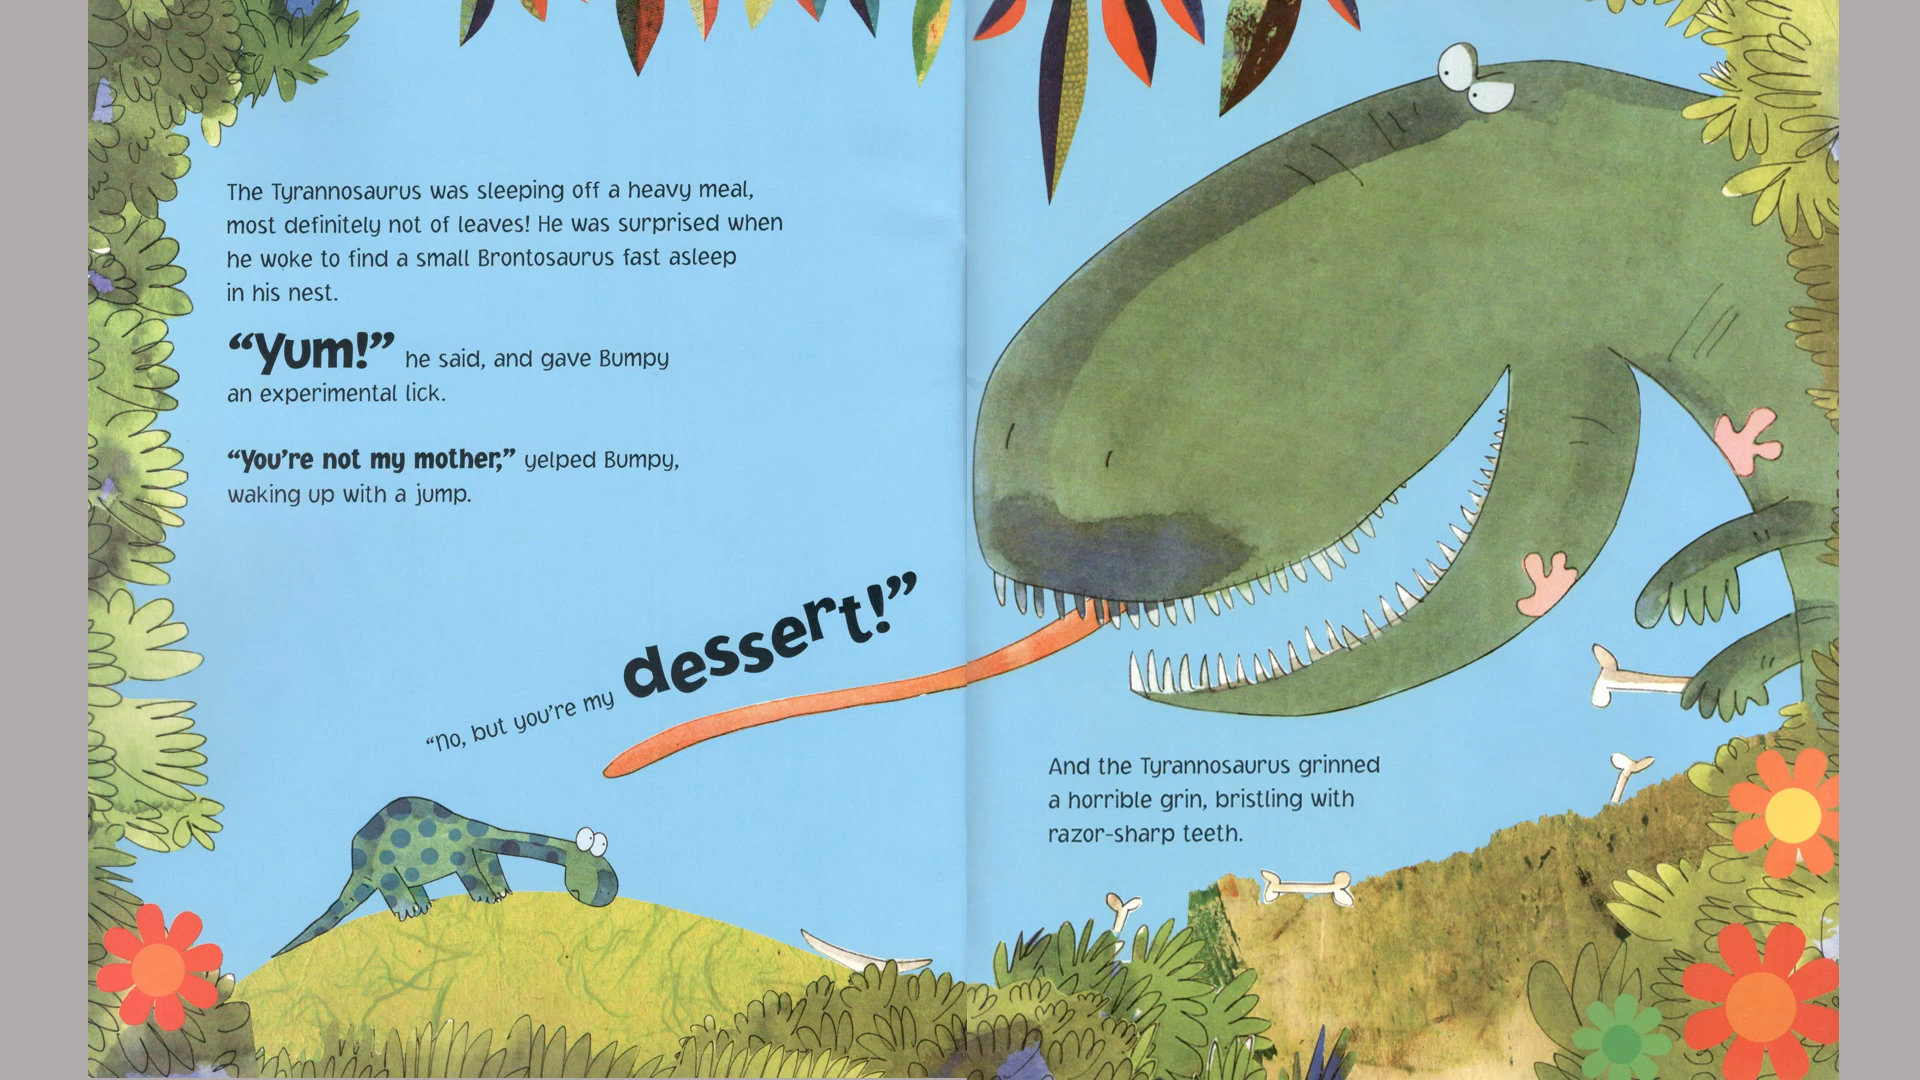 The Tyrannosaurus was sleeping off a heavy meal,
most definitely not of leaves! He was surprised when
he woke to find a small Brontosaurus fast asleep
in his nest.
“Yum!” he said, and gave Bumpy
an experimental lick.
“You’re not my mother,” yelped Bumpy,
waking up with a jump.
“No, but you’re my dessert!”
And the Tyrannosaurus grinned
a horrible grin, bristling with
razor-sharp teeth.